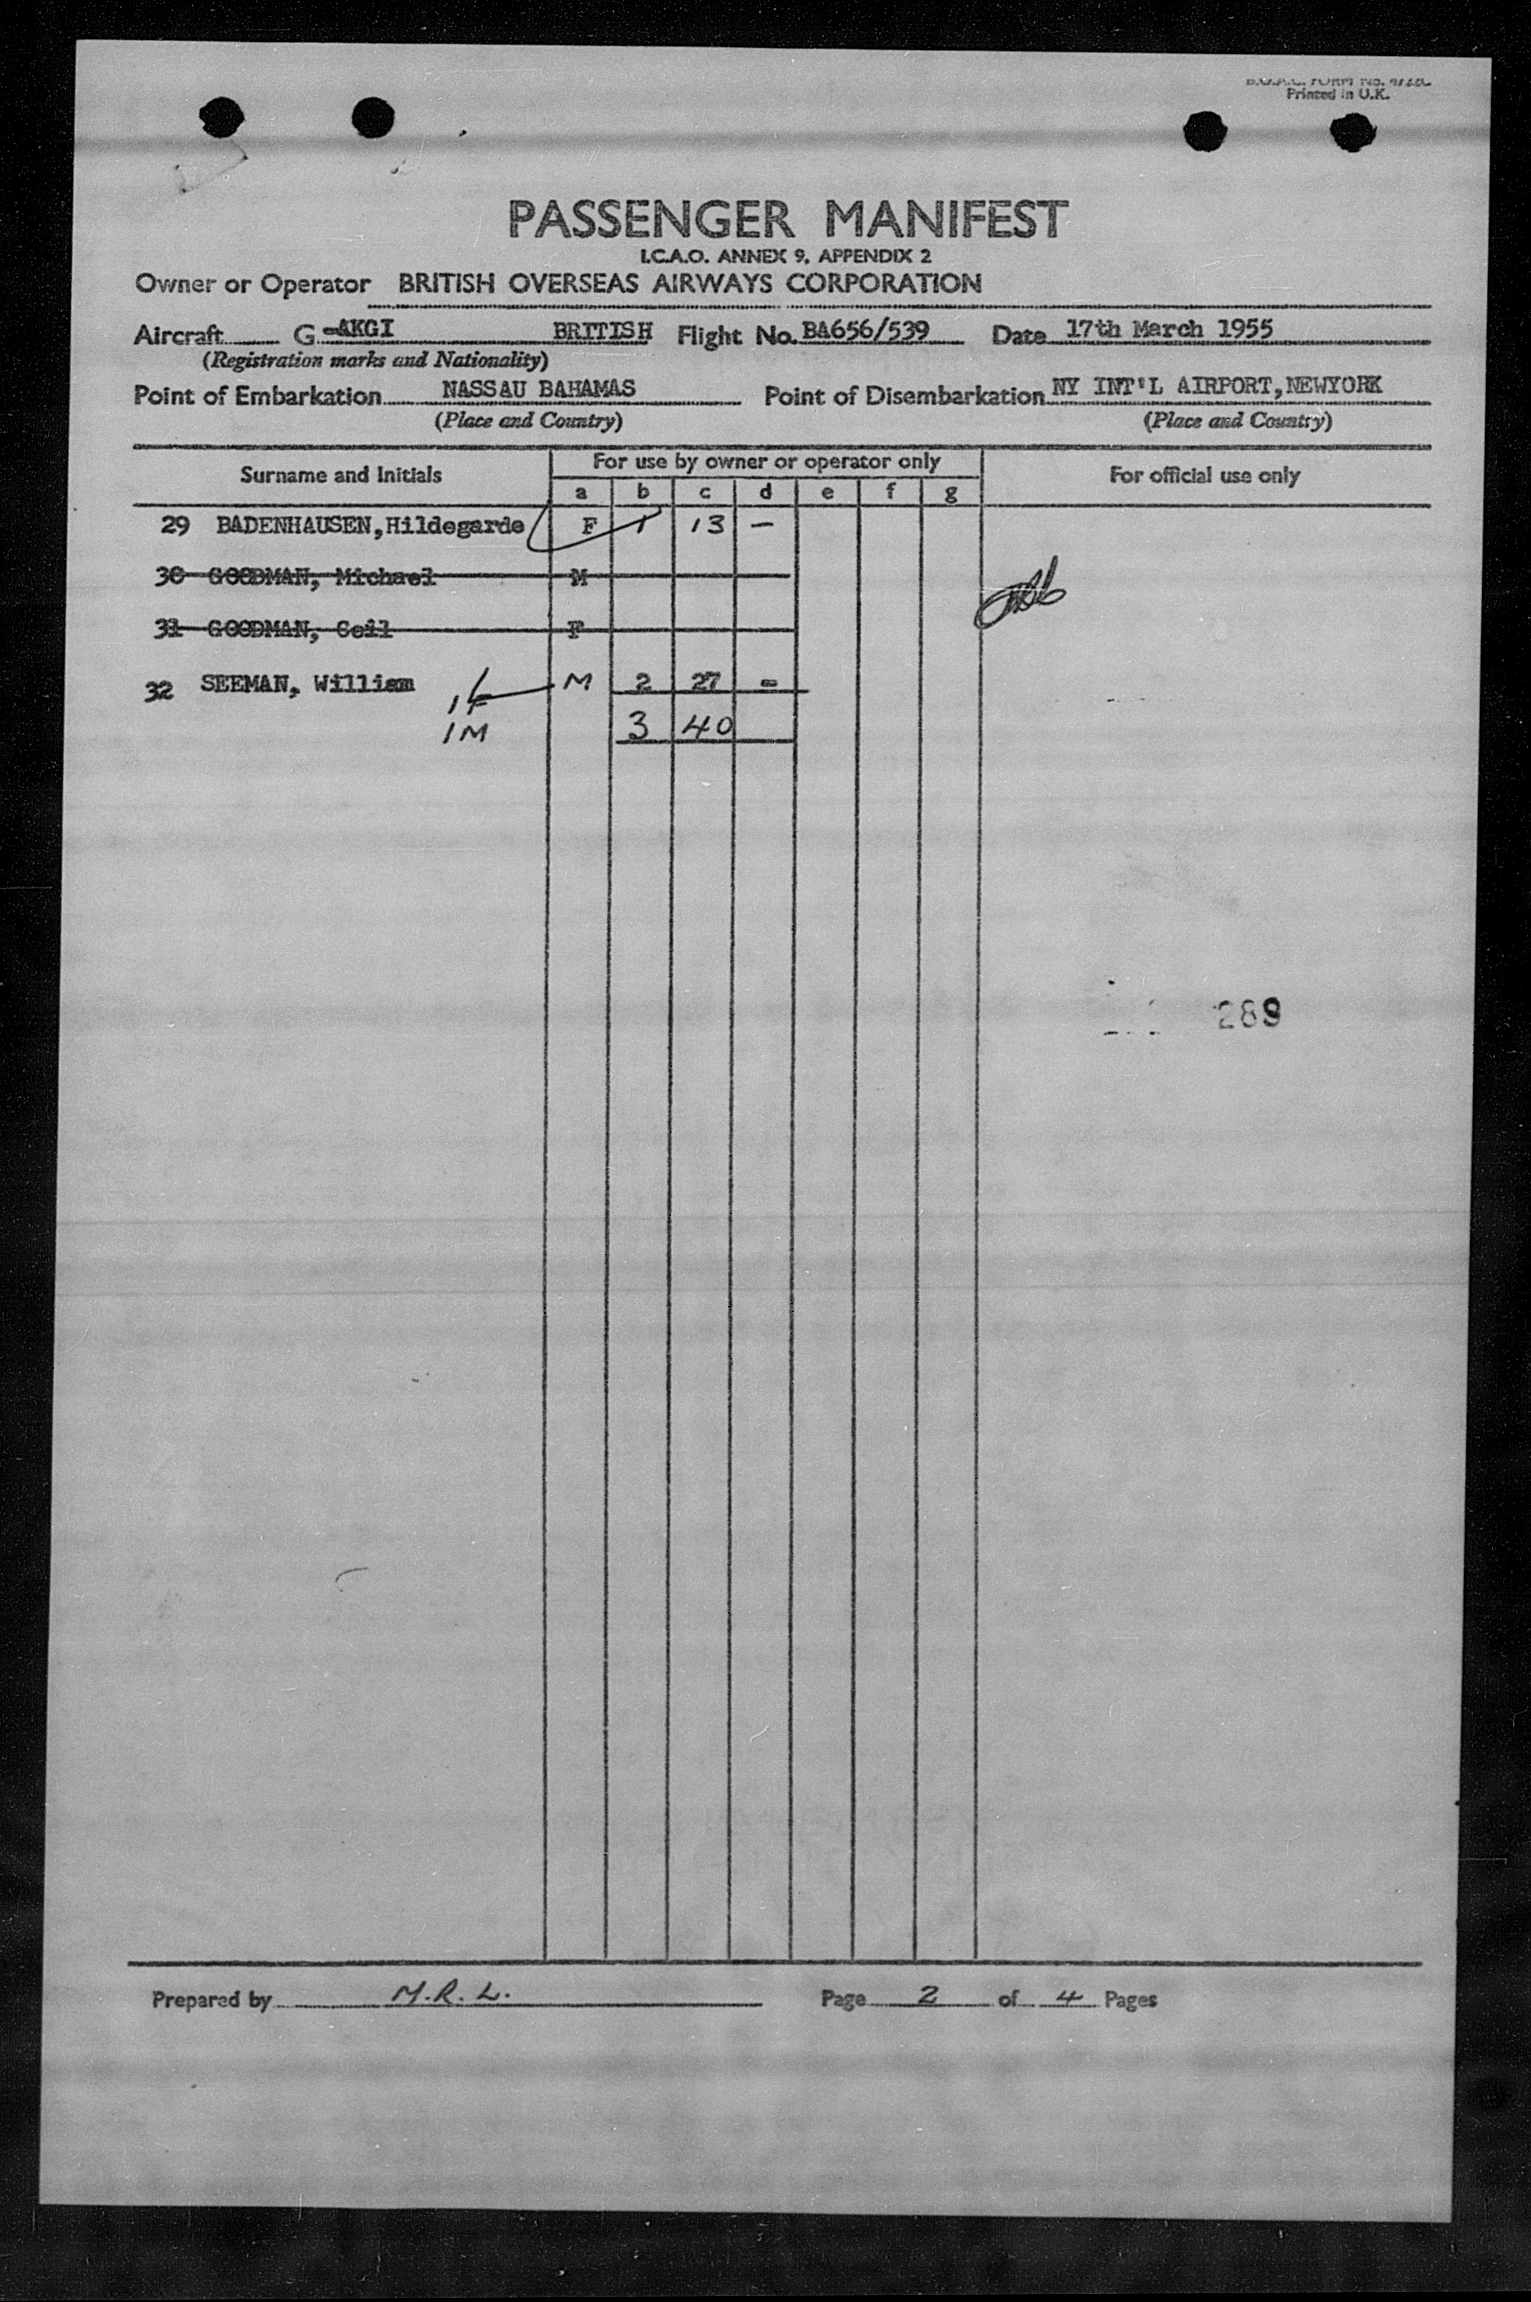 Printed in U.K.
PASSENGER MANIFEST
I.C.A.O. ANNEX 9, APPENDIX 2
Owner or Operator BRITISH OVERSEAS AIRWAYS CORPORATION
Aircraft G-AKGI BRITISH Flight No. BA656/539 Date 17th March 1955
(Registration marks and Nationality)
Point of Embarkation NASSAU BAHAMAS Point of Disembarkation NY INT'L AIRPORT, NEWYORK
(Place and Country) (Place and Country)
Surname and Initials For use by owner or operator only For official use only
a b c d e f g
29 BADENHAUSEN, Hildegarde F 1 13 -
30 GOODMAN, Michael M
31 GOODMAN, Ceil F
32 SEEMAN, William M 2 27 -
1F
1M 3 40
289
Prepared by M.R.L. Page 2 of 4 Pages